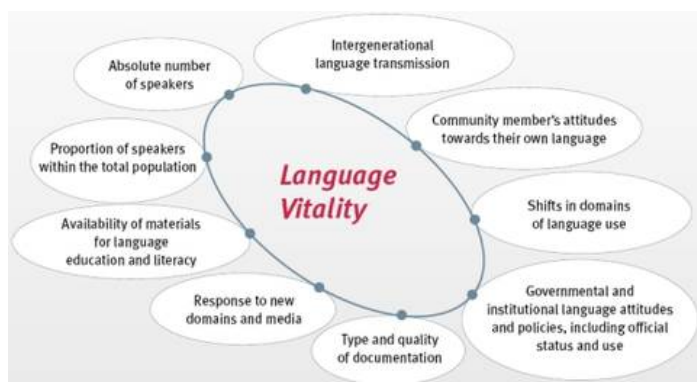 Intergenerational
language transmission
Absolute number
of speakers
Community member's attitudes
towards their own language
Proportion of speakers
within the total population
Language
Vitality
Shifts in domains
of language use
Availability of materials
for language
education and literacy
Governmental and
institutional language attitudes
and policies, including official
status and use
Response to new
domains and media
Type and quality
of documentation